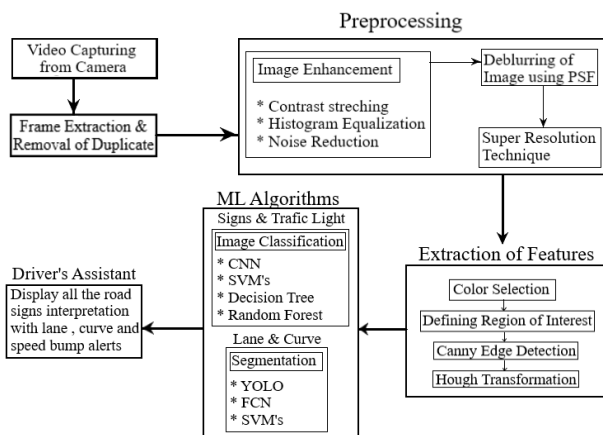 Preprocessing
Video Capturing
from Camera
Frame Extraction &
Removal of Duplicate
Image Enhancement
* Contrast streching
* Histogram Equalization
* Noise Reduction
Deblurring of
Image using PSF
Super Resolution
Technique
Extraction of Features
Color Selection
Defining Region of Interest
Canny Edge Detection
Hough Transformation
ML Algorithms
Signs & Trafic Light
Image Classification
* CNN
* SVM's
* Decision Tree
* Random Forest
Lane & Curve
Segmentation
* YOLO
* FCN
* SVM's
Driver's Assistant
Display all the road
signs interpretation
with lane , curve and
speed bump alerts